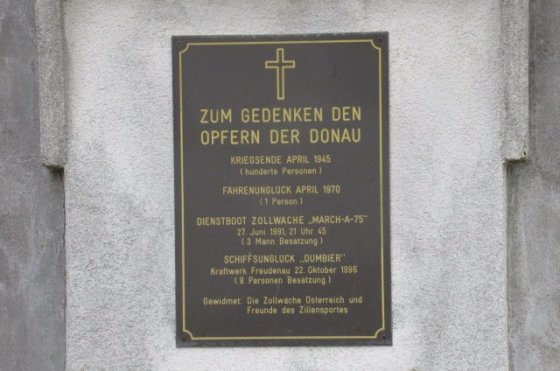 ZUM GEDENKEN DEN
OPFERN DER DONAU
KRIEGSENDE APRIL 1945
(hunderte Personen)
FÄHRENUNGLÜCK APRIL 1970
(1 Person)
DIENSTBOOT ZOLLWACHE „MARCH-A-75"
27. Juni 1991, 21 Uhr 45
(3 Mann Besatzung)
SCHIFFSUNGLÜCK „DUMBIER"
Kraftwerk Freudenau 22. Oktober 1996
(8 Personen Besatzung)
Gewidmet: Die Zollwache Österreich und
Freunde des Zillensportes